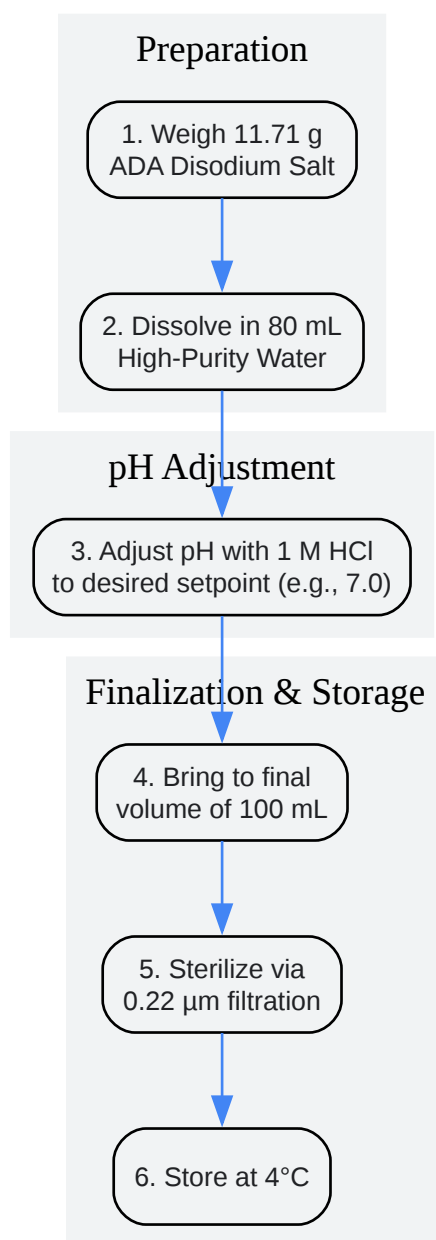 Preparation
1. Weigh 11.71 g
ADA Disodium Salt
2. Dissolve in 80 mL
High-Purity Water
pH Adjustment
3. Adjust pH with 1 M HCl
to desired setpoint (e.g., 7.0)
Finalization & Storage
4. Bring to final
volume of 100 mL
5. Sterilize via
0.22 µm filtration
6. Store at 4°C